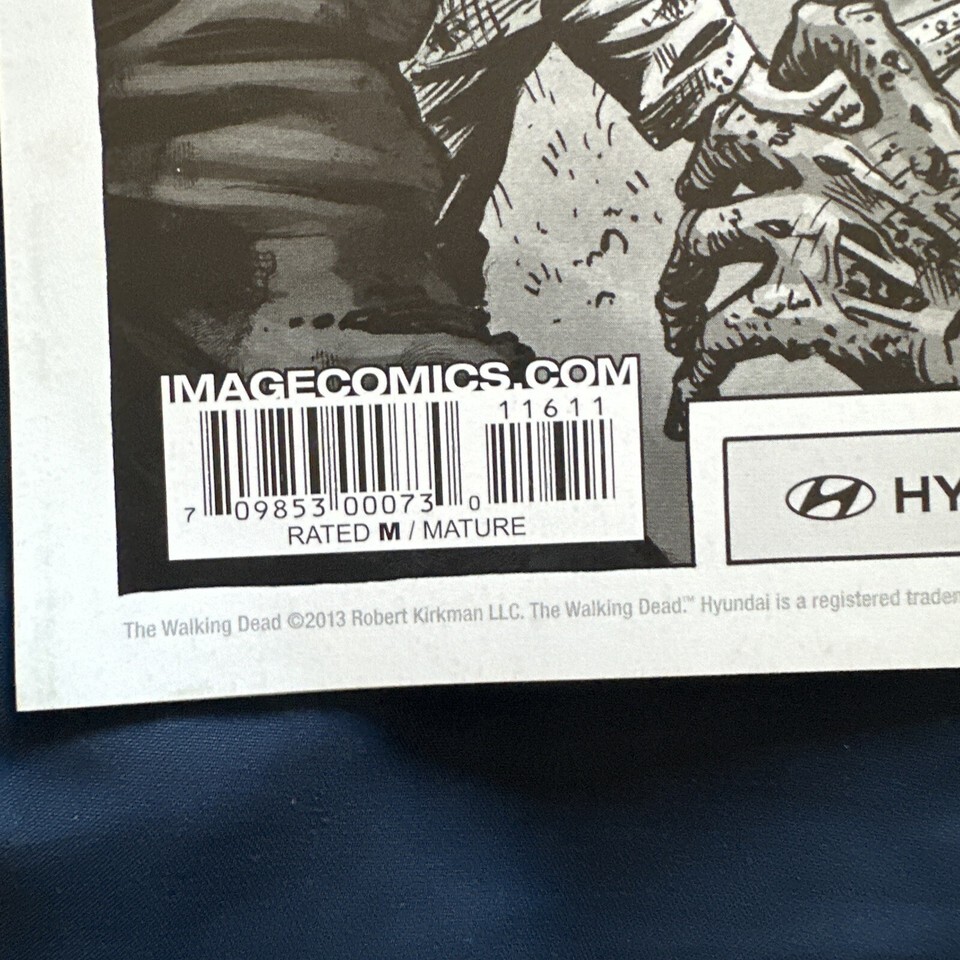 IMAGECOMICS.COM
11611
7 09853 00073 0
RATED M / MATURE
HY
The Walking Dead ©2013 Robert Kirkman LLC. The Walking Dead.™ Hyundai is a registered tradem